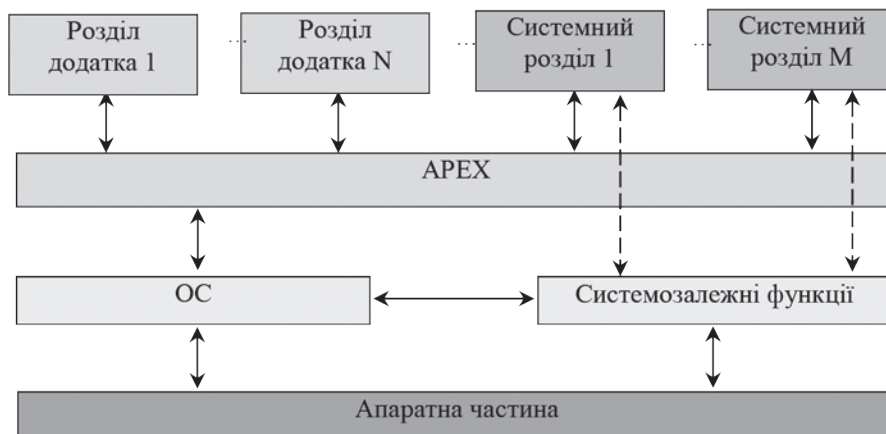 Розділ
додатка 1
Розділ
додатка N
Системний
розділ 1
Системний
розділ M
APEX
ОС
Системозалежні функції
Апаратна частина